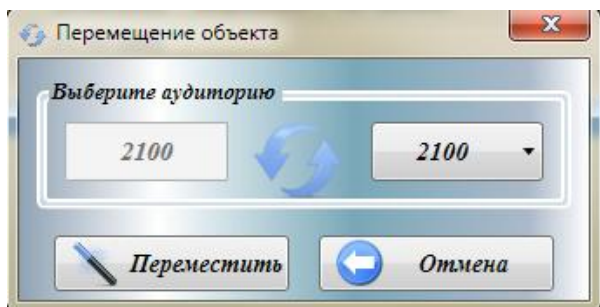 Перемещение объекта
Выберите аудиторию
2100 2100
Переместить Отмена